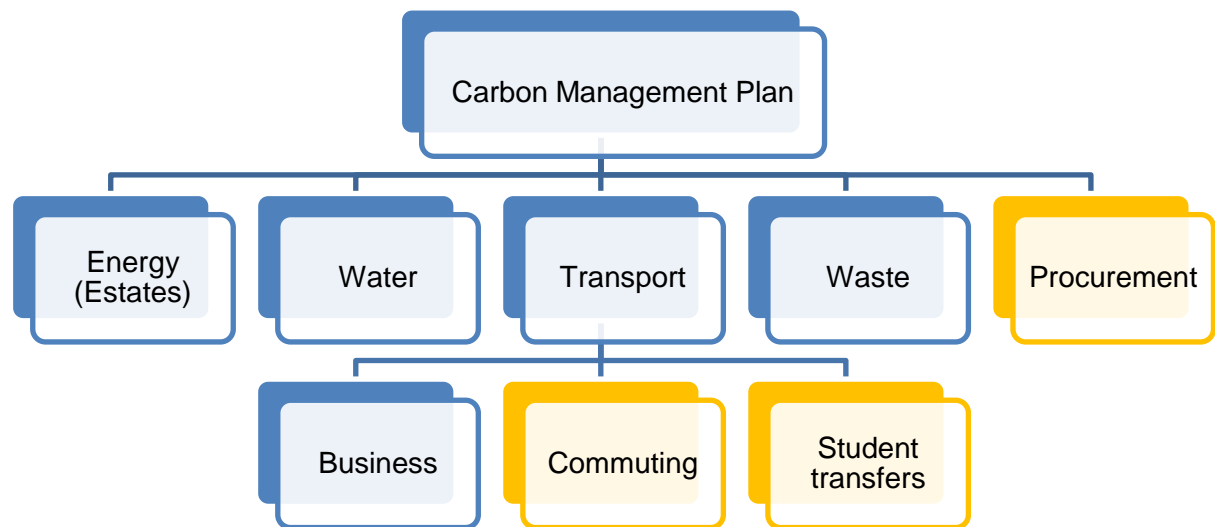 Carbon Management Plan
Energy
(Estates)
Water
Transport
Waste
Procurement
Business
Commuting
Student
transfers